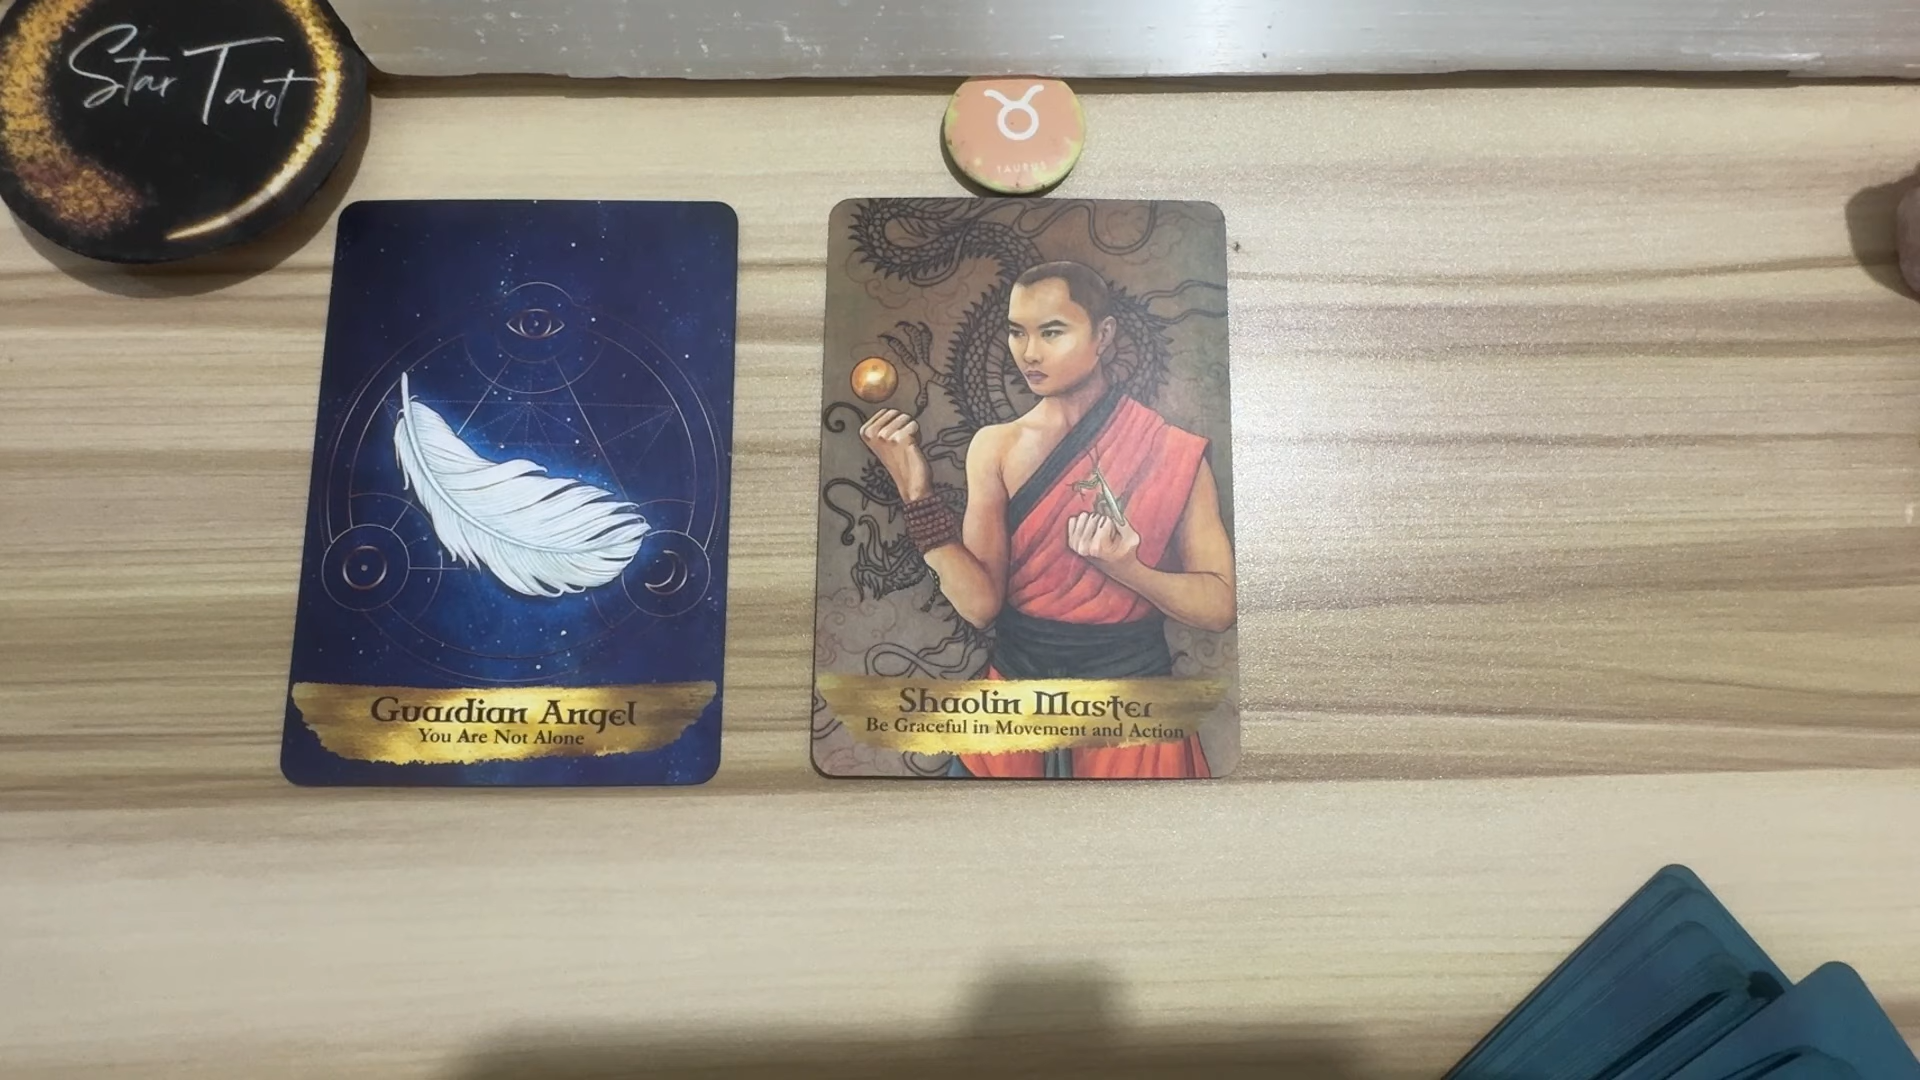 Star Tarot
TAURUS
Guardian Angel
You Are Not Alone
Shaolin Master
Be Graceful in Movement and Action